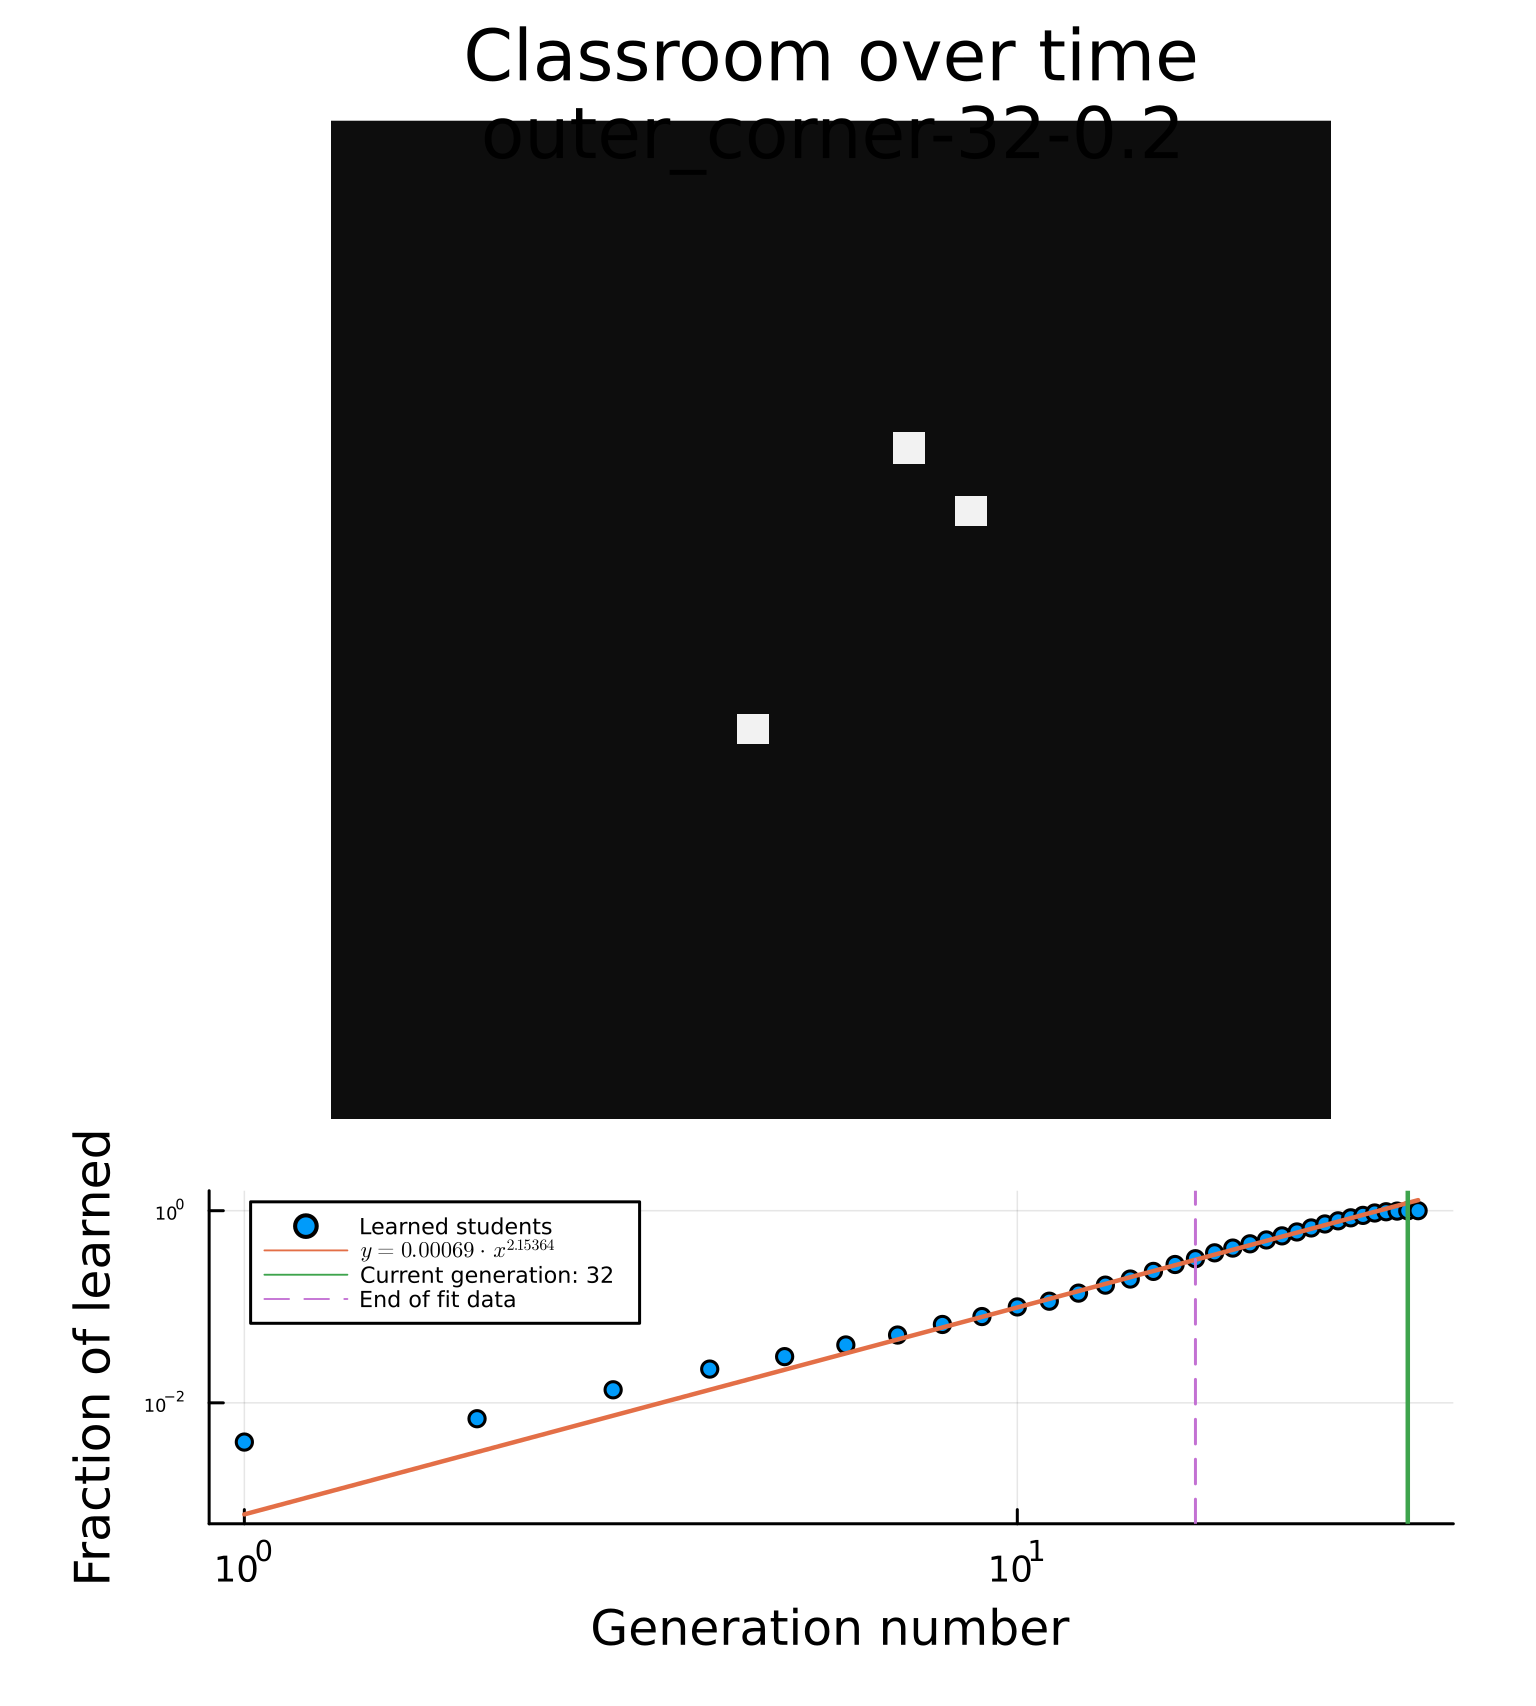 Classroom over time
outer_corner-32-0.2
Fraction of learned
10⁰
10⁻²
Learned students
y = 0.00069 · x^2.15364
Current generation: 32
End of fit data
10⁰
10¹
Generation number